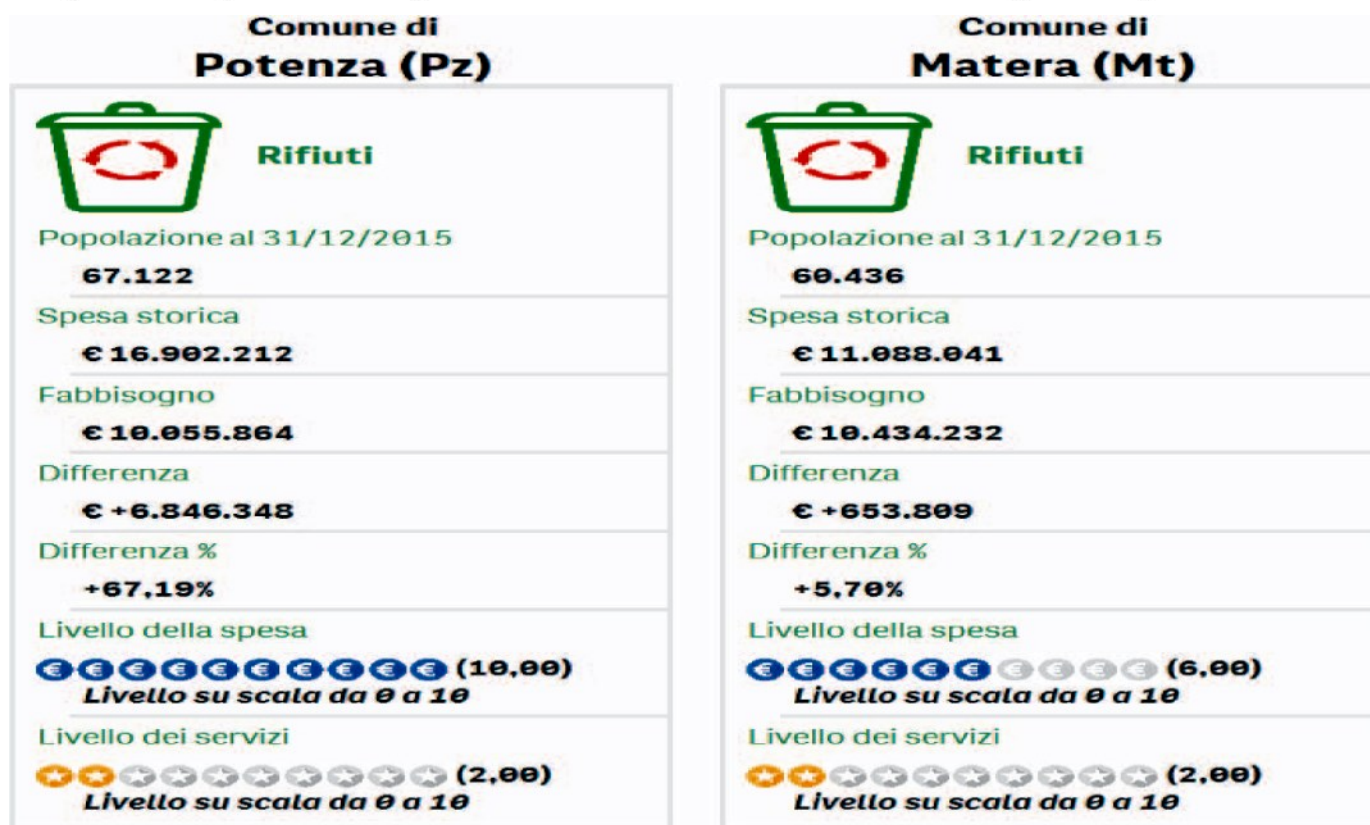 Comune di
Potenza (Pz)
Rifiuti
Popolazione al 31/12/2015
67.122
Spesa storica
€ 16.902.212
Fabbisogno
€ 10.055.864
Differenza
€ +6.846.348
Differenza %
+67,19%
Livello della spesa
(10,00)
Livello su scala da 0 a 10
Livello dei servizi
(2,00)
Livello su scala da 0 a 10
Comune di
Matera (Mt)
Rifiuti
Popolazione al 31/12/2015
60.436
Spesa storica
€ 11.088.041
Fabbisogno
€ 10.434.232
Differenza
€ +653.809
Differenza %
+5,70%
Livello della spesa
(6,00)
Livello su scala da 0 a 10
Livello dei servizi
(2,00)
Livello su scala da 0 a 10